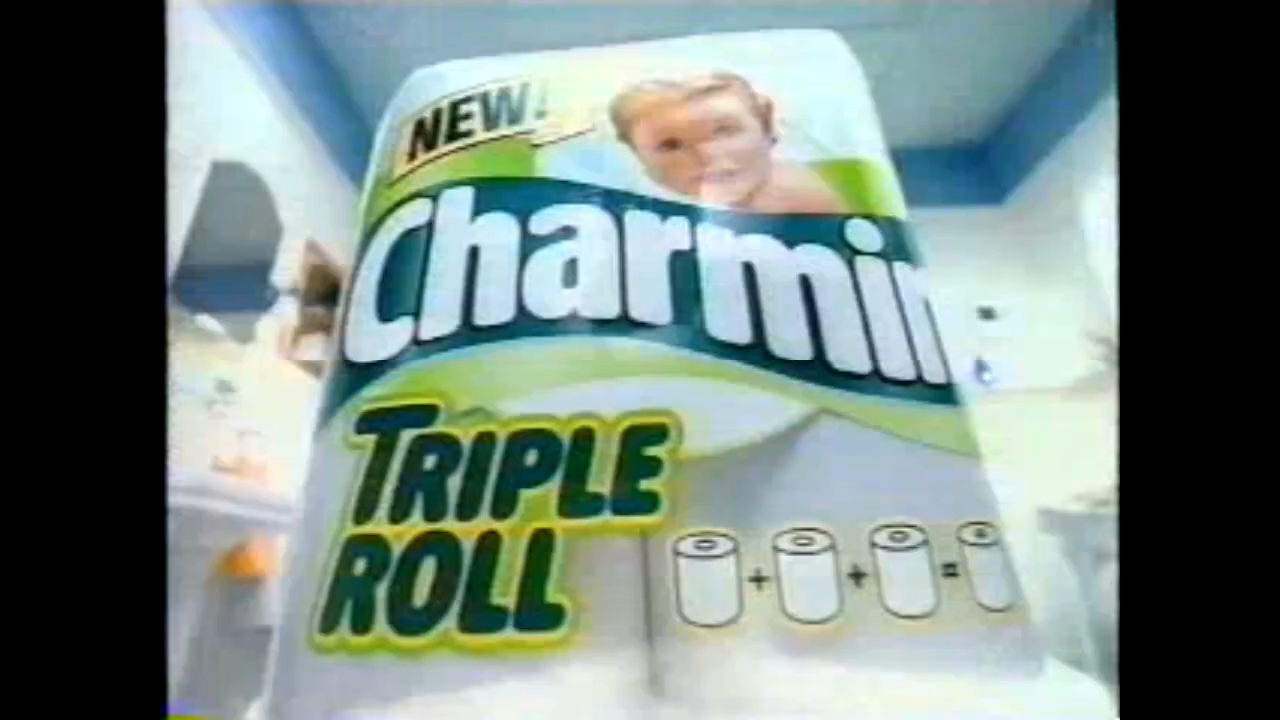 NEW!
Charmin
TRIPLE
ROLL
+ + =